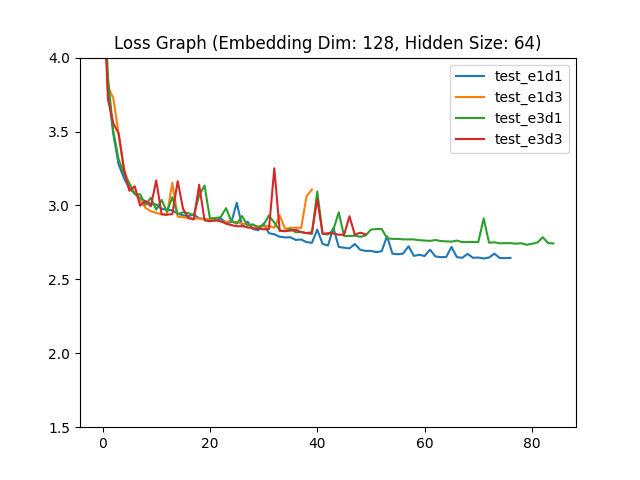 Loss Graph (Embedding Dim: 128, Hidden Size: 64)
4.0
3.5
3.0
2.5
2.0
1.5
0
20
40
60
80
test_e1d1
test_e1d3
test_e3d1
test_e3d3